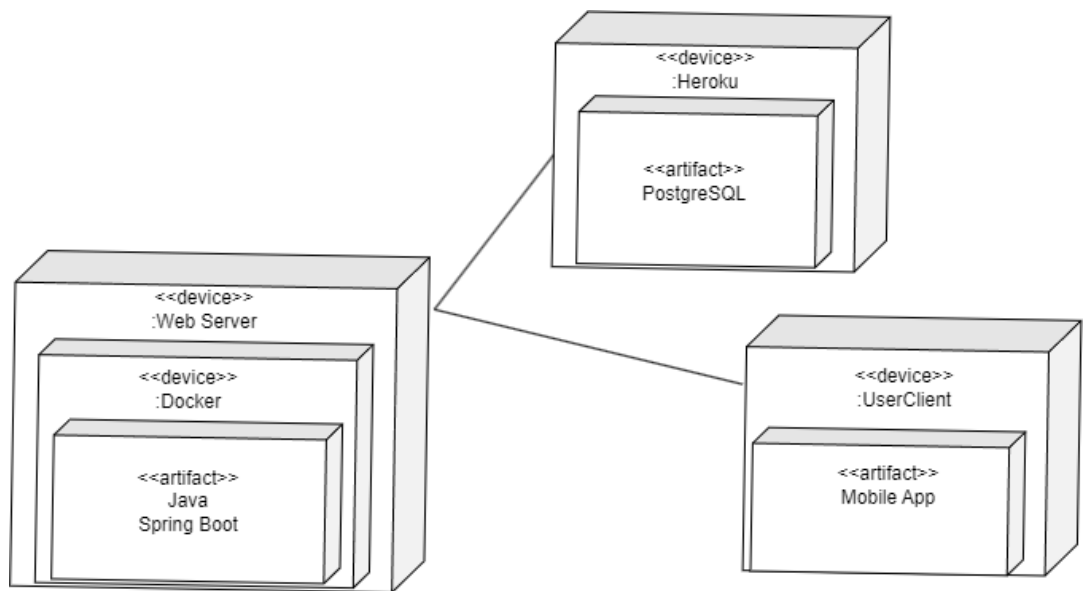 <<device>>
:Heroku
<<artifact>>
PostgreSQL
<<device>>
:Web Server
<<device>>
:Docker
<<artifact>>
Java
Spring Boot
<<device>>
:UserClient
<<artifact>>
Mobile App